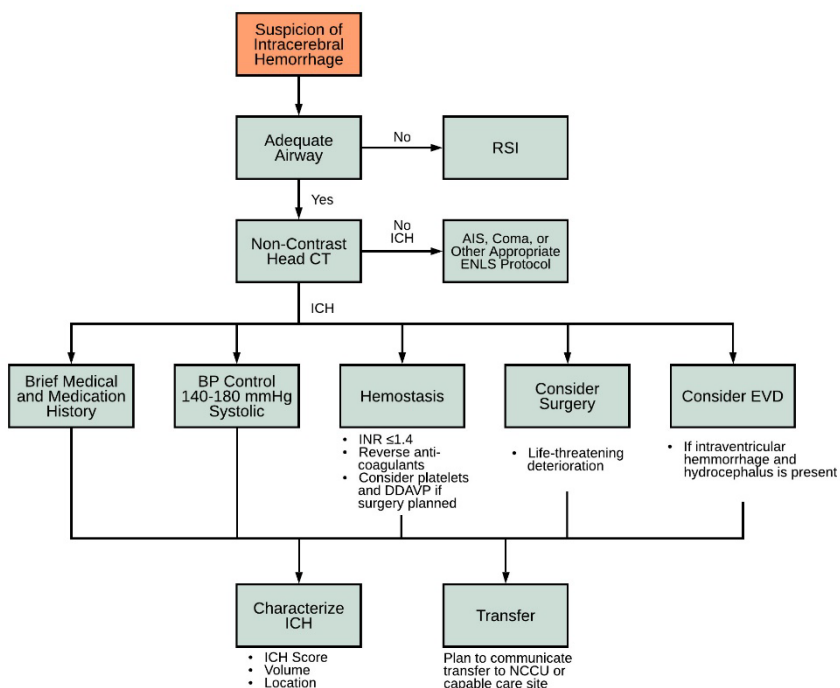 Suspicion of
Intracerebral
Hemorrhage
Adequate
Airway
No
RSI
Yes
Non-Contrast
Head CT
No
ICH
AIS, Coma, or
Other Appropriate
ENLS Protocol
ICH
Brief Medical
and Medication
History
BP Control
140-180 mmHg
Systolic
Hemostasis
Consider
Surgery
Consider EVD
• INR ≤1.4
• Reverse anti-
coagulants
• Consider platelets
and DDAVP if
surgery planned
• Life-threatening
deterioration
• If intraventricular
hemmorrhage and
hydrocephalus is present
Characterize
ICH
Transfer
• ICH Score
• Volume
• Location
Plan to communicate
transfer to NCCU or
capable care site